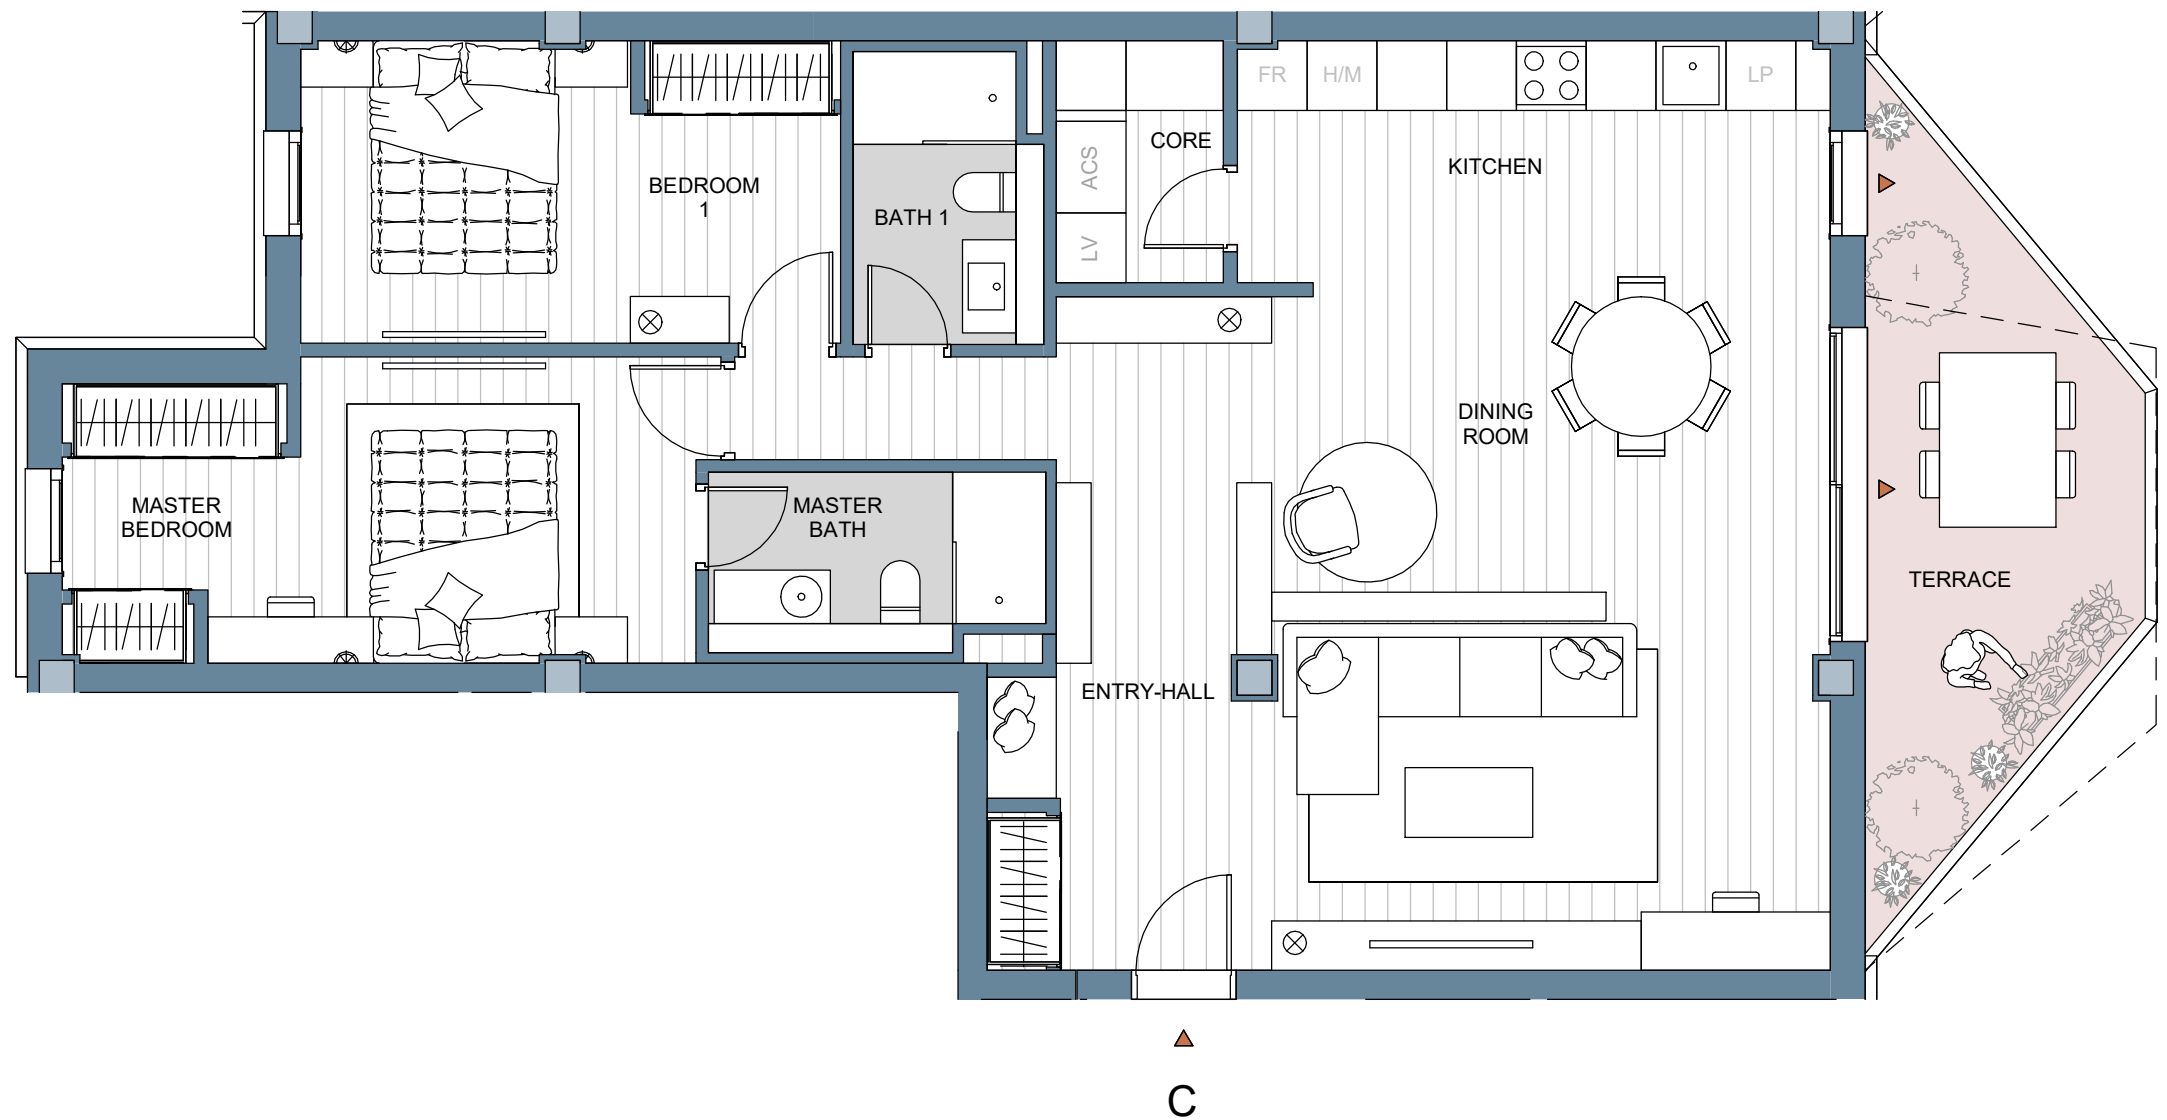 FR
H/M
LP
CORE
ACS
KITCHEN
BEDROOM
1
BATH 1
LV
DINING
ROOM
MASTER
BEDROOM
MASTER
BATH
TERRACE
ENTRY-HALL
C